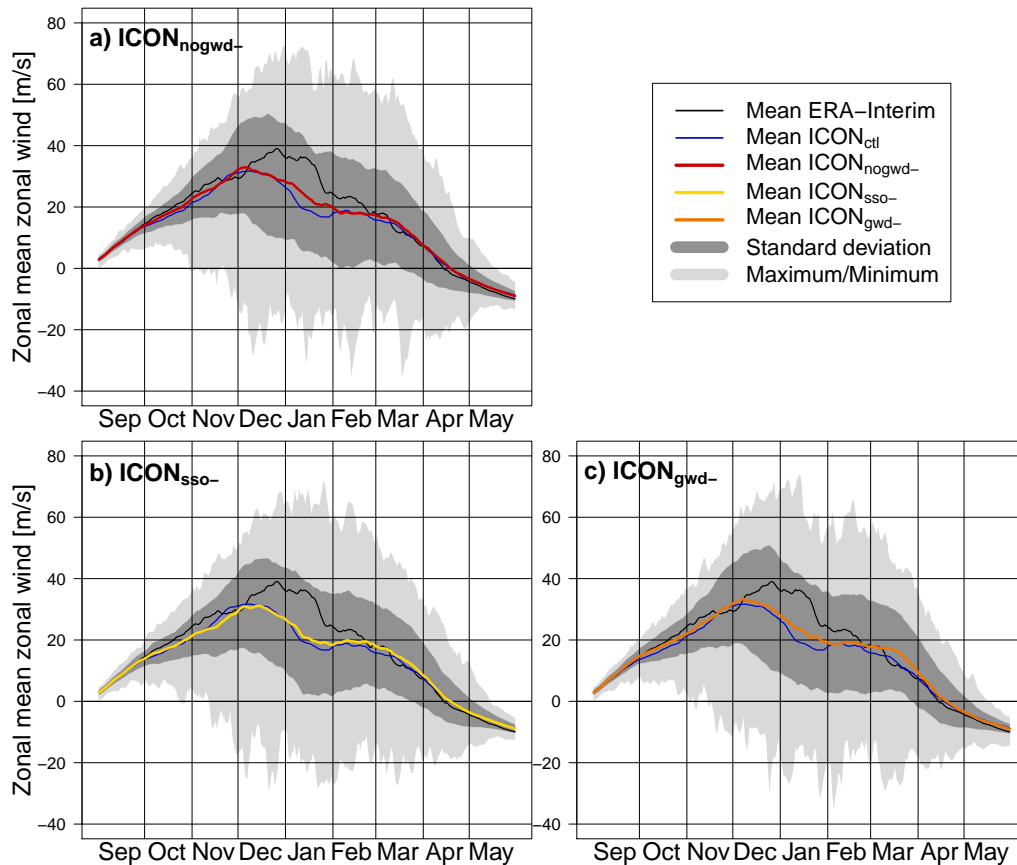 a) ICONnogwd−
Zonal mean zonal wind [m/s]
80
60
40
20
0
−20
−40
Sep Oct Nov Dec Jan Feb Mar Apr May
Mean ERA−Interim
Mean ICONctl
Mean ICONnogwd−
Mean ICONsso−
Mean ICONgwd−
Standard deviation
Maximum/Minimum
b) ICONsso−
Zonal mean zonal wind [m/s]
80
60
40
20
0
−20
−40
Sep Oct Nov Dec Jan Feb Mar Apr May
c) ICONgwd−
80
60
40
20
0
−20
−40
Sep Oct Nov Dec Jan Feb Mar Apr May